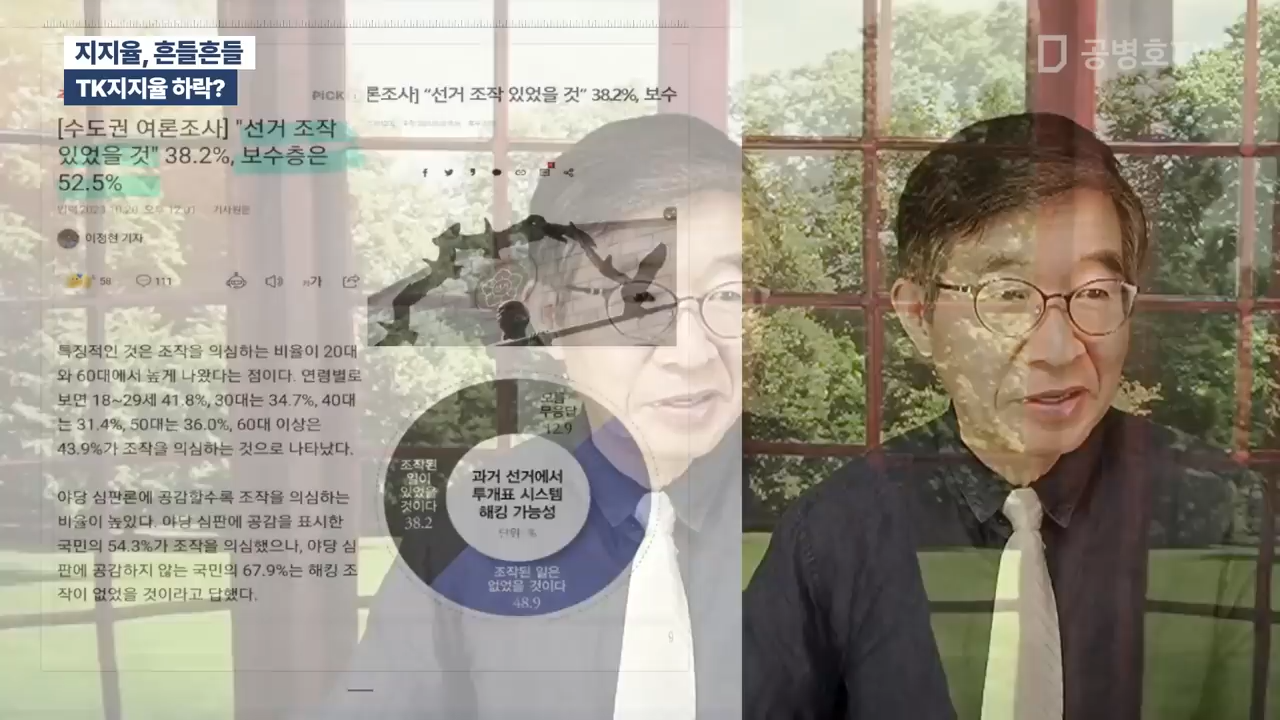 지지율, 흔들흔들
TK지지율 하락?
공병호
PICK
론조사] “선거 조작 있었을 것” 38.2%, 보수
[수도권 여론조사] "선거 조작
있었을 것" 38.2%, 보수층은
52.5%
이정현 기자
58
111
가
특징적인 것은 조작을 의심하는 비율이 20대
와 60대에서 높게 나왔다는 점이다. 연령별로
보면 18~29세 41.8%, 30대는 34.7%, 40대
는 31.4%, 50대는 36.0%, 60대 이상은
43.9%가 조작을 의심하는 것으로 나타났다.
야당 심판론에 공감할수록 조작을 의심하는
비율이 높았다. 야당 심판에 공감을 표시한
국민의 54.3%가 조작을 의심했으나, 야당 심
판에 공감하지 않는 국민의 67.9%는 해킹 조
작이 없었을 것이라고 답했다.
모름
무응답
12.9
조작된
일이
있었을
것이다
38.2
과거 선거에서
투개표 시스템
해킹 가능성
단위 %
조작된 일은
없었을 것이다
48.9
9